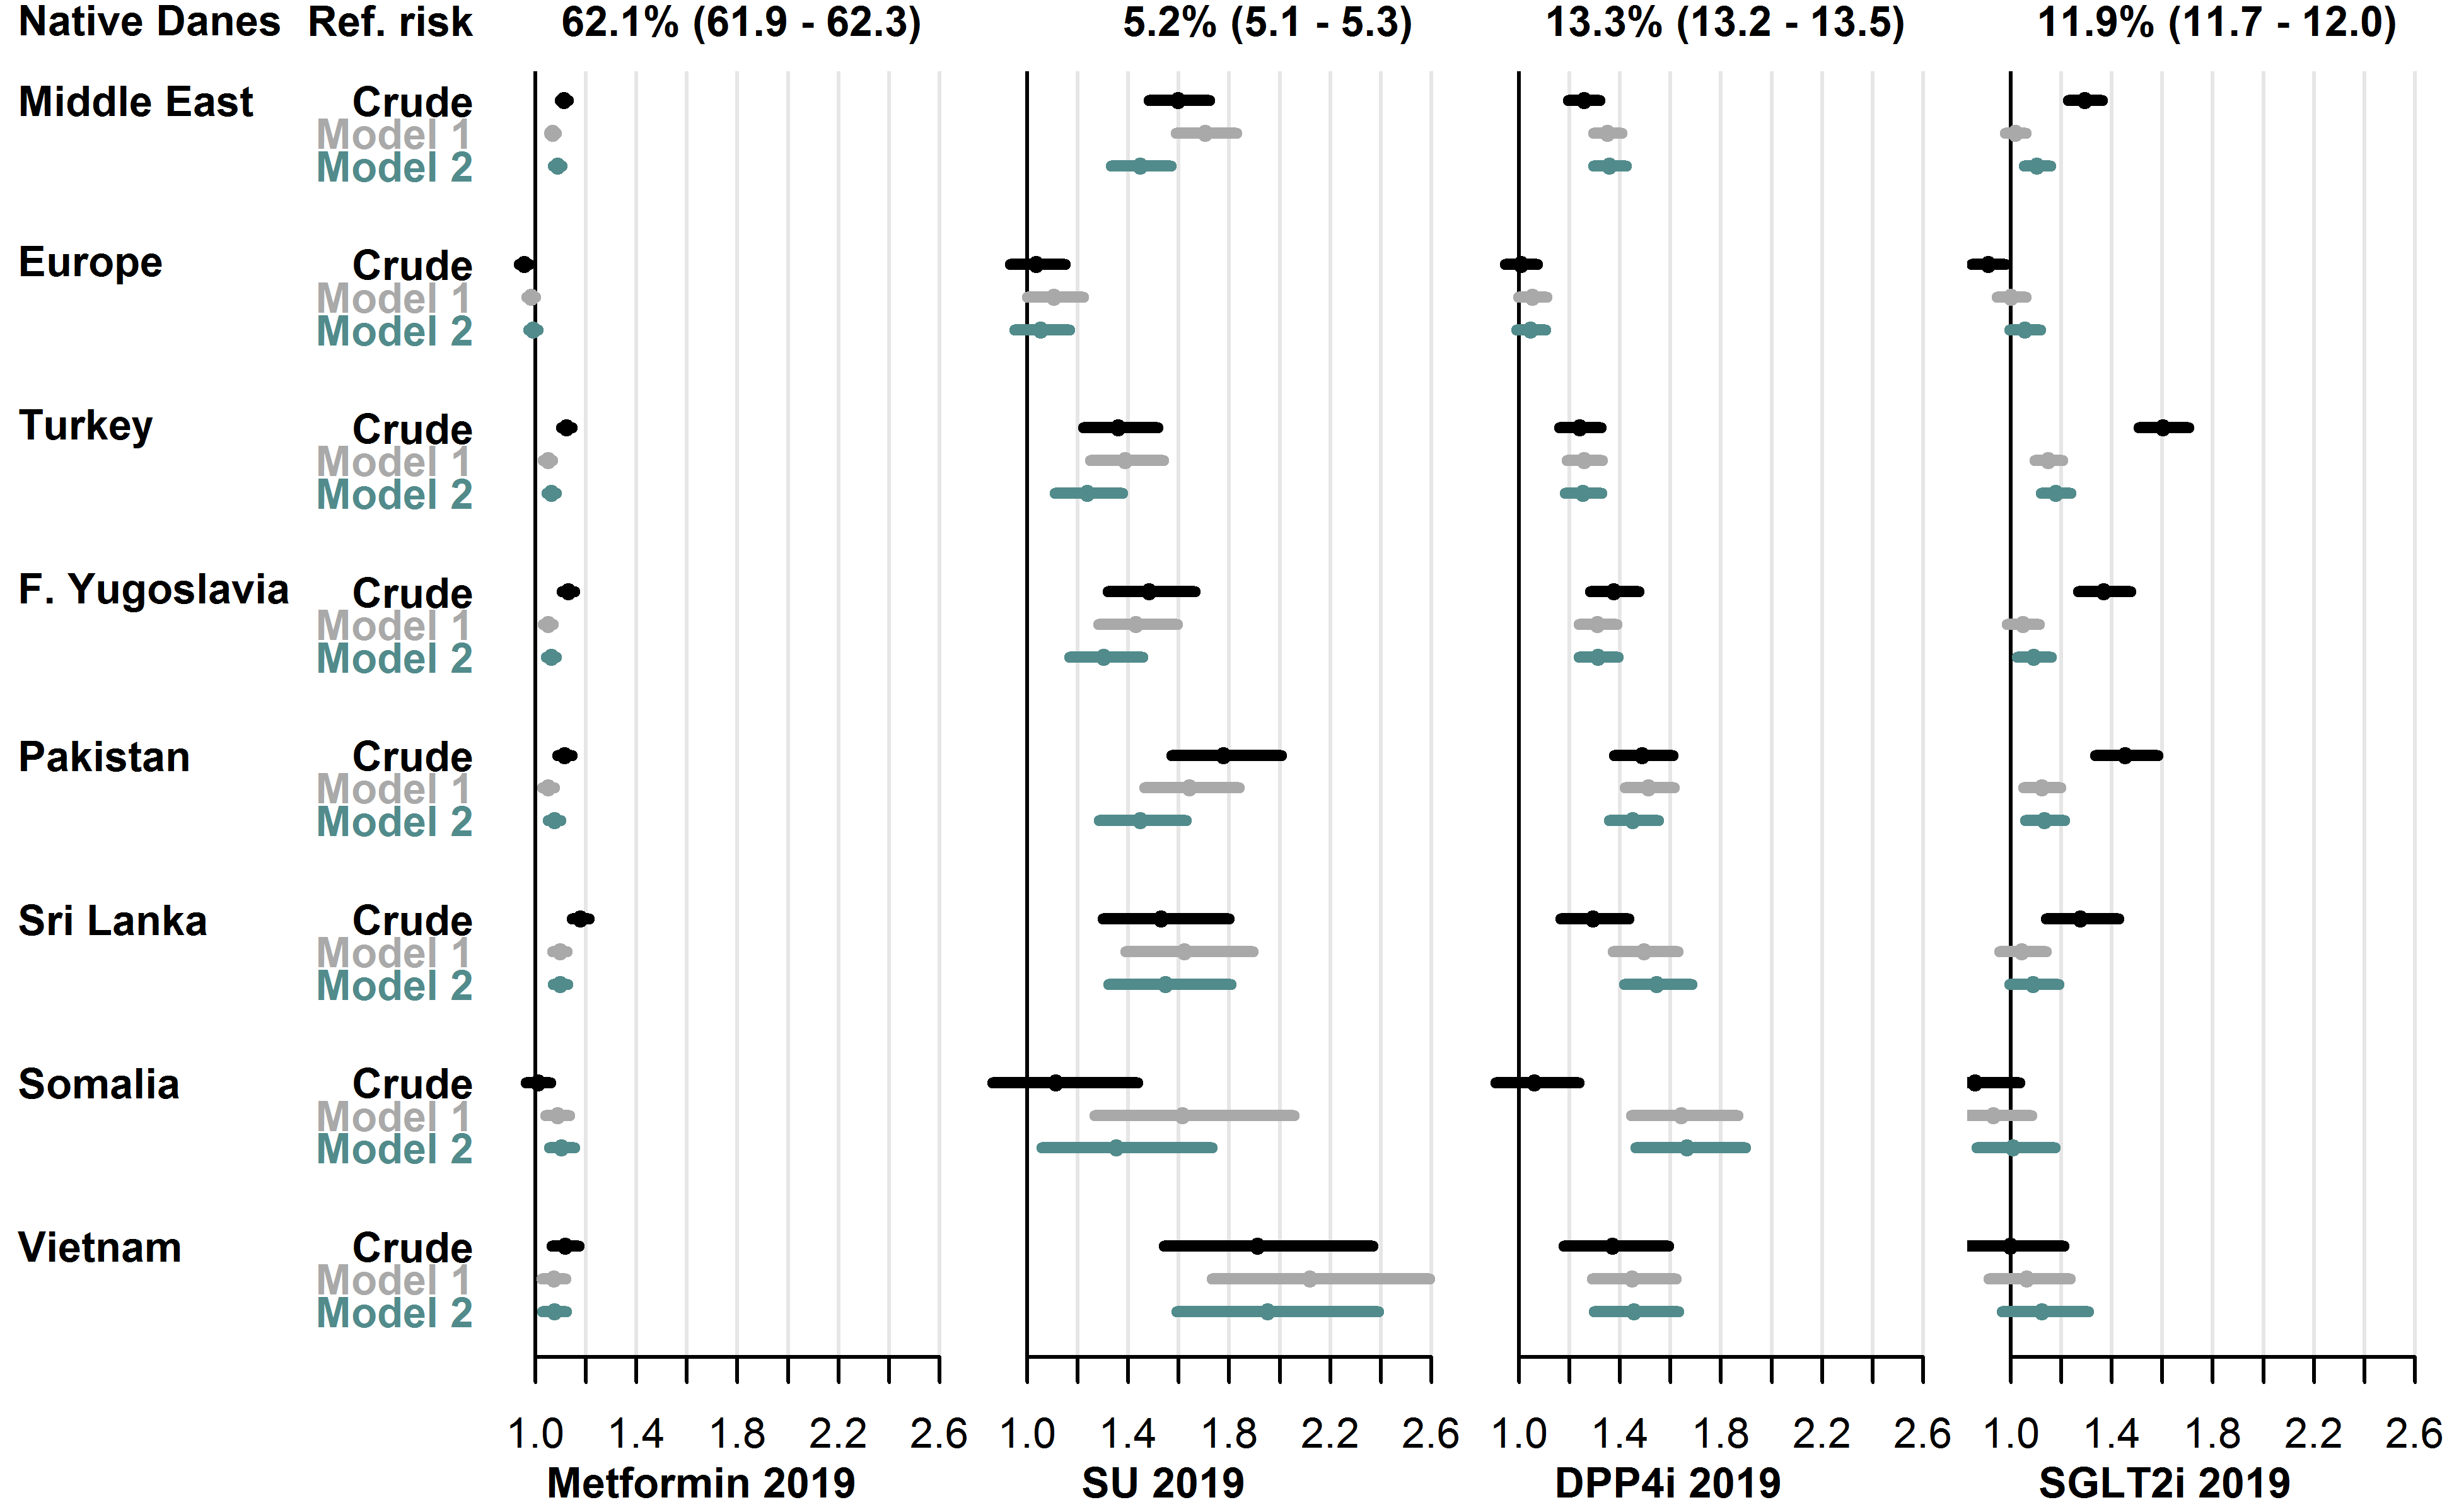 Native Danes Ref. risk 62.1% (61.9 - 62.3) 5.2% (5.1 - 5.3) 13.3% (13.2 - 13.5) 11.9% (11.7 - 12.0)
Middle East Crude
Model 1
Model 2
Europe Crude
Model 1
Model 2
Turkey Crude
Model 1
Model 2
F. Yugoslavia Crude
Model 1
Model 2
Pakistan Crude
Model 1
Model 2
Sri Lanka Crude
Model 1
Model 2
Somalia Crude
Model 1
Model 2
Vietnam Crude
Model 1
Model 2
1.0 1.4 1.8 2.2 2.6 1.0 1.4 1.8 2.2 2.6 1.0 1.4 1.8 2.2 2.6 1.0 1.4 1.8 2.2 2.6
Metformin 2019 SU 2019 DPP4i 2019 SGLT2i 2019